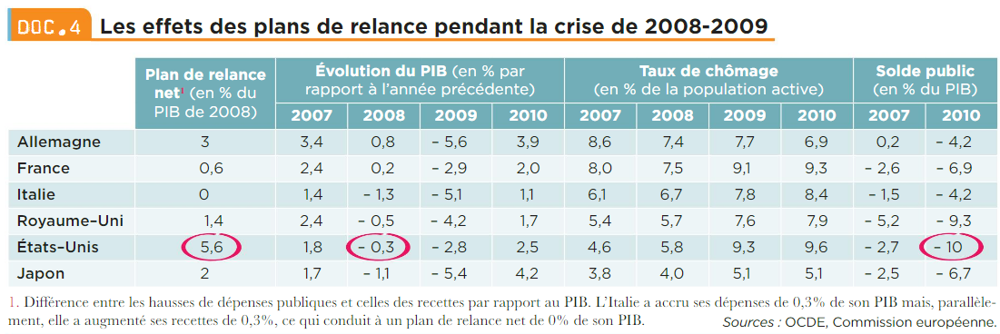 DOC.4 Les effets des plans de relance pendant la crise de 2008-2009
Plan de relance net¹ (en % du PIB de 2008) Évolution du PIB (en % par rapport à l'année précédente) Taux de chômage (en % de la population active) Solde public (en % du PIB)
2007 2008 2009 2010 2007 2008 2009 2010 2007 2010
Allemagne 3 3,4 0,8 – 5,6 3,9 8,6 7,4 7,7 6,9 0,2 – 4,2
France 0,6 2,4 0,2 – 2,9 2,0 8,0 7,5 9,1 9,3 – 2,6 – 6,9
Italie 0 1,4 – 1,3 – 5,1 1,1 6,1 6,7 7,8 8,4 – 1,5 – 4,2
Royaume–Uni 1,4 2,4 – 0,5 – 4,2 1,7 5,4 5,7 7,6 7,9 – 5,2 – 9,3
États–Unis 5,6 1,8 – 0,3 – 2,8 2,5 4,6 5,8 9,3 9,6 – 2,7 – 10
Japon 2 1,7 – 1,1 – 5,4 4,2 3,8 4,0 5,1 5,1 – 2,5 – 6,7
1. Différence entre les hausses de dépenses publiques et celles des recettes par rapport au PIB. L'Italie a accru ses dépenses de 0,3% de son PIB mais, parallèle-
ment, elle a augmenté ses recettes de 0,3%, ce qui conduit à un plan de relance net de 0% de son PIB. Sources : OCDE, Commission européenne.